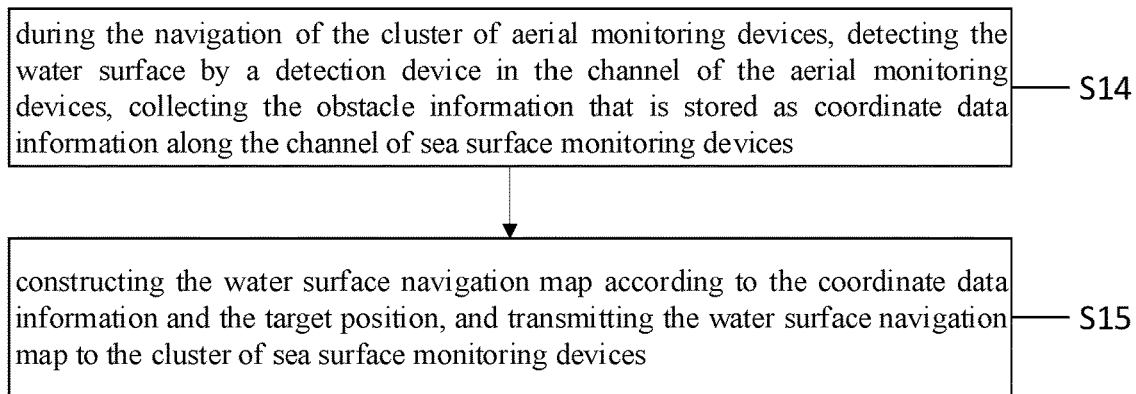 during the navigation of the cluster of aerial monitoring devices, detecting the
water surface by a detection device in the channel of the aerial monitoring
devices, collecting the obstacle information that is stored as coordinate data
information along the channel of sea surface monitoring devices
S14
constructing the water surface navigation map according to the coordinate data
information and the target position, and transmitting the water surface navigation
map to the cluster of sea surface monitoring devices
S15